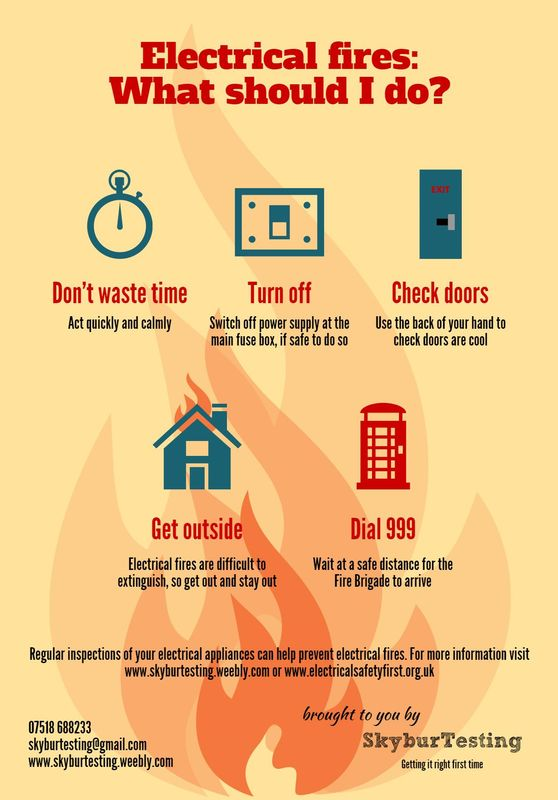 Electrical fires:
What should I do?
EXIT
Don't waste time
Act quickly and calmly
Turn off
Switch off power supply at the
main fuse box, if safe to do so
Check doors
Use the back of your hand to
check doors are cool
Get outside
Electrical fires are difficult to
extinguish, so get out and stay out
Dial 999
Wait at a safe distance for the
Fire Brigade to arrive
Regular inspections of your electrical appliances can help prevent electrical fires. For more information visit
www.skyburtesting.weebly.com or www.electricalsafetyfirst.org.uk
07518 688233
skyburtesting@gmail.com
www.skyburtesting.weebly.com
brought to you by
SkyburTesting
Getting it right first time